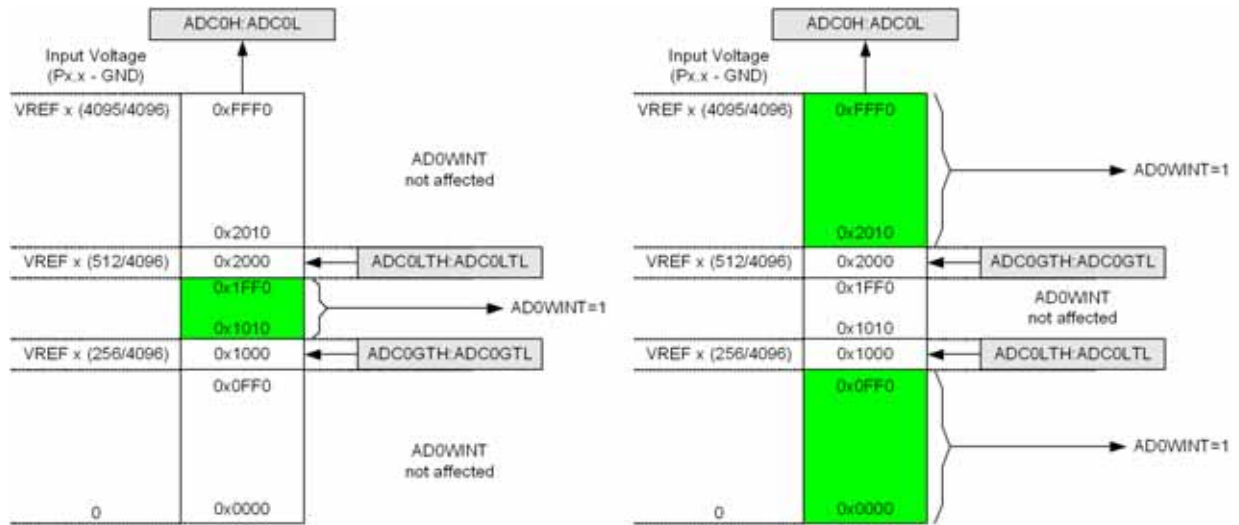 ADC0H:ADC0L
Input Voltage
(Px.x - GND)
VREF x (4095/4096)
0xFFF0
AD0WINT
not affected
0x2010
VREF x (512/4096)
0x2000
ADC0LTH:ADC0LTL
0x1FF0
AD0WINT=1
0x1010
VREF x (256/4096)
0x1000
ADC0GTH:ADC0GTL
0x0FF0
AD0WINT
not affected
0
0x0000
ADC0H:ADC0L
Input Voltage
(Px.x - GND)
VREF x (4095/4096)
0xFFF0
AD0WINT=1
0x2010
VREF x (512/4096)
0x2000
ADC0GTH:ADC0GTL
0x1FF0
AD0WINT
not affected
0x1010
VREF x (256/4096)
0x1000
ADC0LTH:ADC0LTL
0x0FF0
AD0WINT=1
0
0x0000